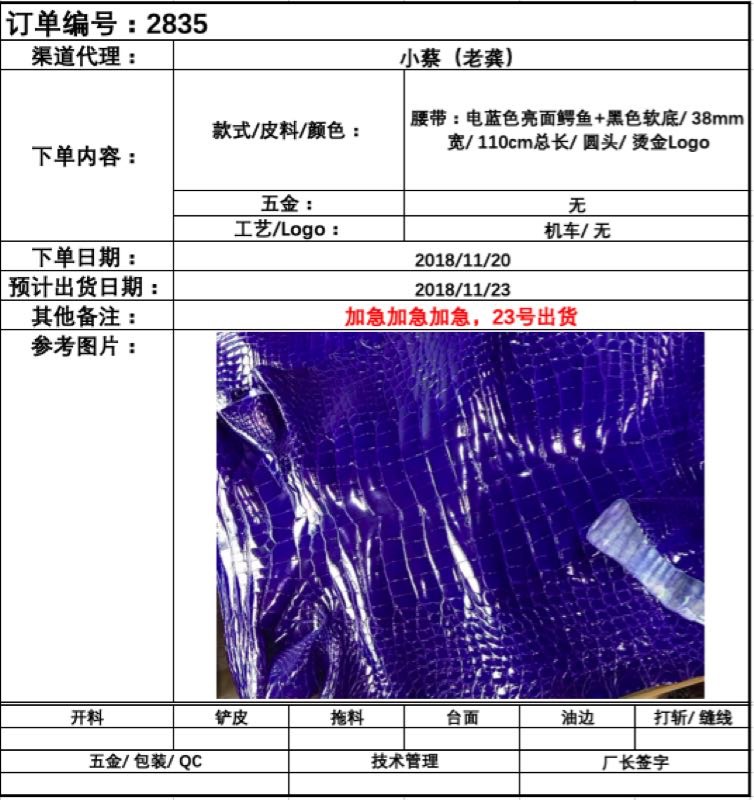 订单编号：2835
渠道代理： 小蔡（老龚）
下单内容： 款式/皮料/颜色： 腰带：电蓝色亮面鳄鱼+黑色软底/ 38mm
宽/ 110cm总长/ 圆头/ 烫金Logo
五金： 无
工艺/Logo： 机车/ 无
下单日期： 2018/11/20
预计出货日期： 2018/11/23
其他备注： 加急加急加急，23号出货
参考图片：
开料 铲皮 拖料 台面 油边 打斩/ 缝线
五金/ 包装/ QC 技术管理 厂长签字